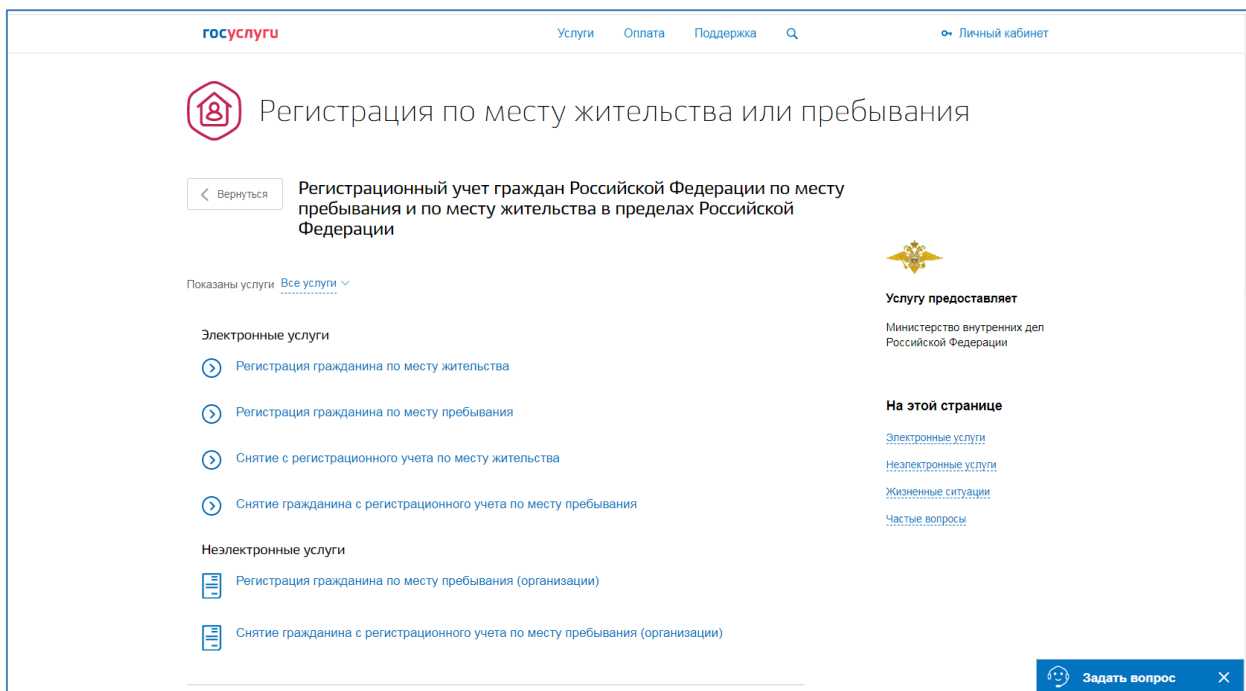 госуслуги
Услуги Оплата Поддержка Личный кабинет
Регистрация по месту жительства или пребывания
Вернуться
Регистрационный учет граждан Российской Федерации по месту
пребывания и по месту жительства в пределах Российской
Федерации
Показаны услуги Все услуги
Электронные услуги
Регистрация гражданина по месту жительства
Регистрация гражданина по месту пребывания
Снятие с регистрационного учета по месту жительства
Снятие гражданина с регистрационного учета по месту пребывания
Неэлектронные услуги
Регистрация гражданина по месту пребывания (организации)
Снятие гражданина с регистрационного учета по месту пребывания (организации)
Услугу предоставляет
Министерство внутренних дел
Российской Федерации
На этой странице
Электронные услуги
Неэлектронные услуги
Жизненные ситуации
Частые вопросы
Задать вопрос